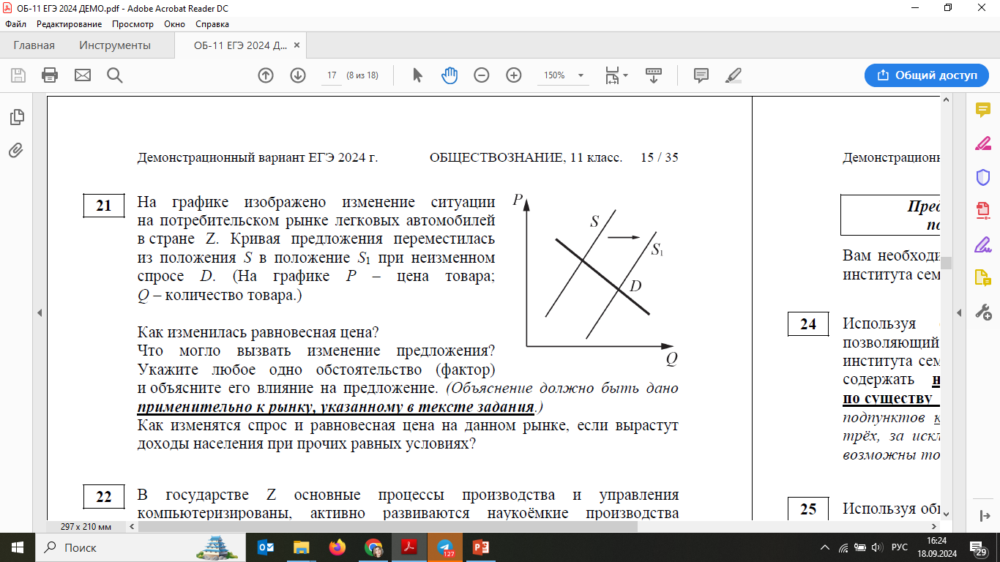 ОБ-11 ЕГЭ 2024 ДЕМО.pdf - Adobe Acrobat Reader DC
Файл Редактирование Просмотр Окно Справка
Главная Инструменты ОБ-11 ЕГЭ 2024 Д... ×
17 (8 из 18) 150% Общий доступ
Демонстрационный вариант ЕГЭ 2024 г. ОБЩЕСТВОЗНАНИЕ, 11 класс. 15 / 35
21
На графике изображено изменение ситуации
на потребительском рынке легковых автомобилей
в стране Z. Кривая предложения переместилась
из положения S в положение S1 при неизменном
спросе D. (На графике P – цена товара;
Q – количество товара.)
P
S
S1
D
Q
Как изменилась равновесная цена?
Что могло вызвать изменение предложения?
Укажите любое одно обстоятельство (фактор)
и объясните его влияние на предложение. (Объяснение должно быть дано
применительно к рынку, указанному в тексте задания.)
Как изменятся спрос и равновесная цена на данном рынке, если вырастут
доходы населения при прочих равных условиях?
22
В государстве Z основные процессы производства и управления
компьютеризированы, активно развиваются наукоёмкие производства
Демонстрационн
Пред
по
Вам необходи
института сем
24
Используя
позволяющий
института сем
содержать н
по существу
подпунктов к
трёх, за искл
возможны то
25
Используя обі
297 x 210 мм
Поиск
127
РУС
16:24
18.09.2024
29